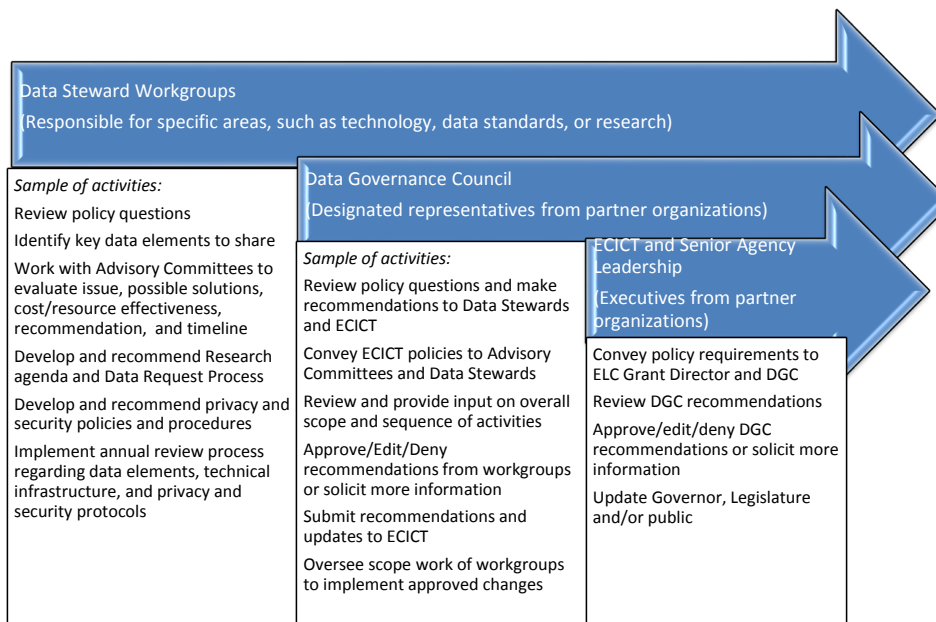 Data Steward Workgroups
(Responsible for specific areas, such as technology, data standards, or research)
Sample of activities:
Review policy questions
Identify key data elements to share
Work with Advisory Committees to
evaluate issue, possible solutions,
cost/resource effectiveness,
recommendation, and timeline
Develop and recommend Research
agenda and Data Request Process
Develop and recommend privacy and
security policies and procedures
Implement annual review process
regarding data elements, technical
infrastructure, and privacy and
security protocols
Data Governance Council
(Designated representatives from partner organizations)
Sample of activities:
Review policy questions and make
recommendations to Data Stewards
and ECICT
Convey ECICT policies to Advisory
Committees and Data Stewards
Review and provide input on overall
scope and sequence of activities
Approve/Edit/Deny
recommendations from workgroups
or solicit more information
Submit recommendations and
updates to ECICT
Oversee scope work of workgroups
to implement approved changes
ECICT and Senior Agency
Leadership
(Executives from partner
organizations)
Convey policy requirements to
ELC Grant Director and DGC
Review DGC recommendations
Approve/edit/deny DGC
recommendations or solicit more
information
Update Governor, Legislature
and/or public